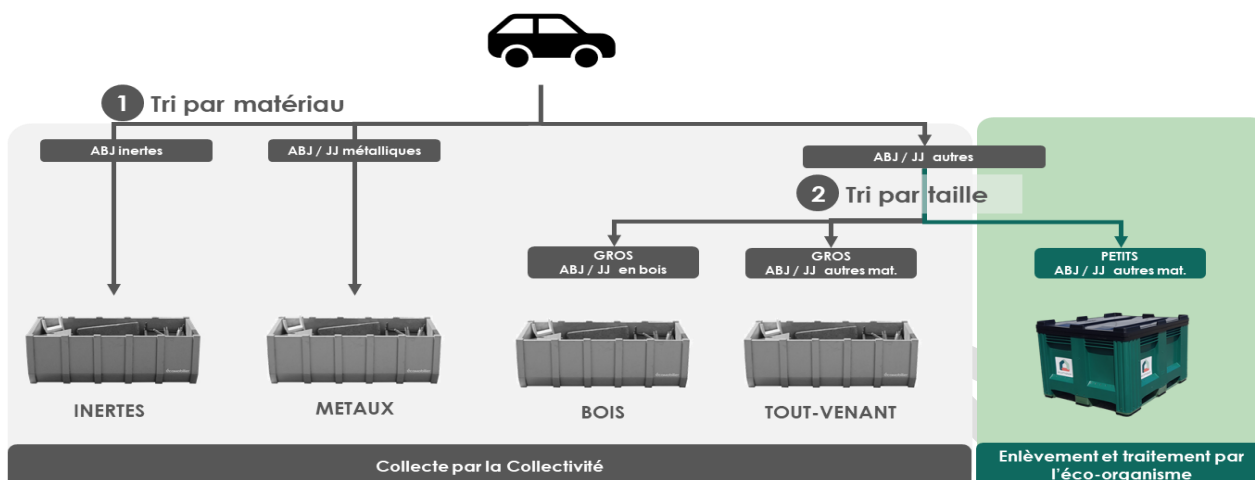 1 Tri par matériau
ABJ inertes
ABJ / JJ métalliques
ABJ / JJ autres
2 Tri par taille
GROS
ABJ / JJ en bois
GROS
ABJ / JJ autres mat.
PETITS
ABJ / JJ autres mat.
INERTES
METAUX
BOIS
TOUT-VENANT
Collecte par la Collectivité
Enlèvement et traitement par
l'éco-organisme